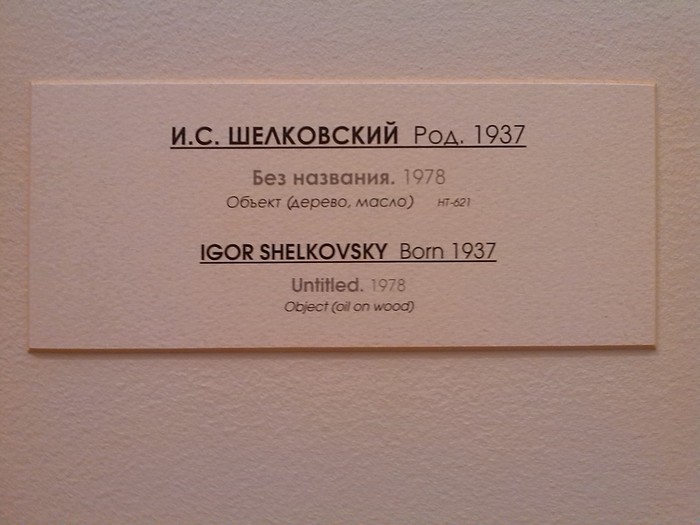 И.С. ШЕЛКОВСКИЙ Род. 1937
Без названия. 1978
Объект (дерево, масло) НТ-621
IGOR SHELKOVSKY Born 1937
Untitled. 1978
Object (oil on wood)